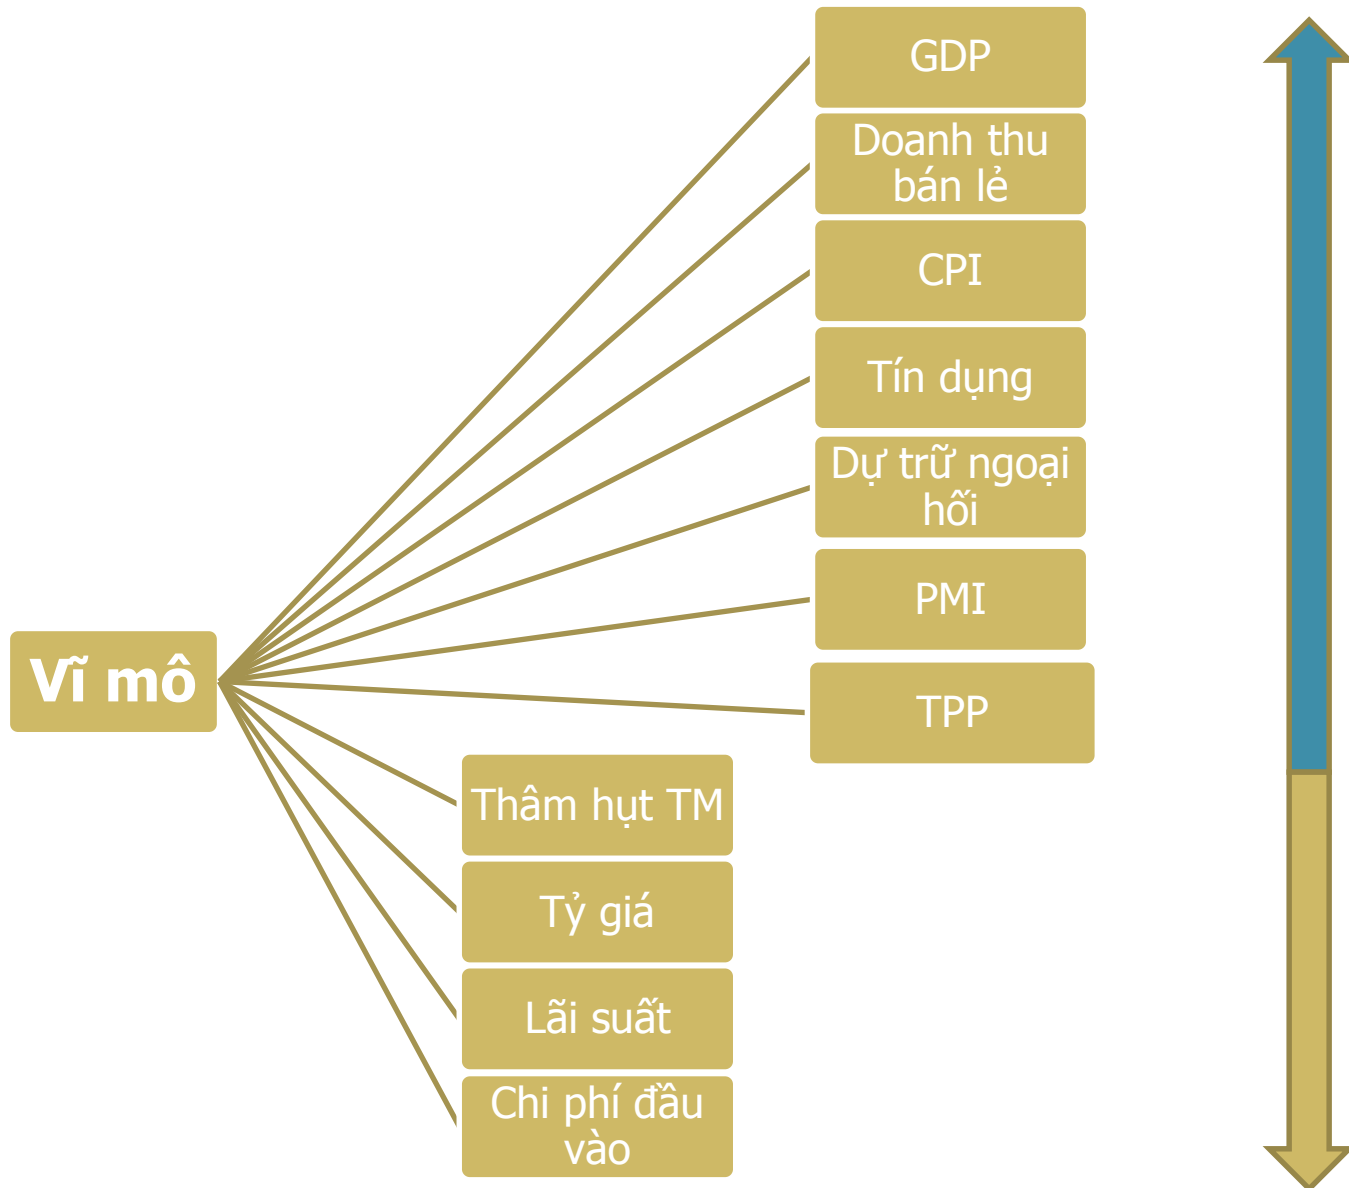 GDP
Doanh thu
bán lẻ
CPI
Tín dụng
Dự trữ ngoại
hối
PMI
Vĩ mô
TPP
Thâm hụt TM
Tỷ giá
Lãi suất
Chi phí đầu
vào